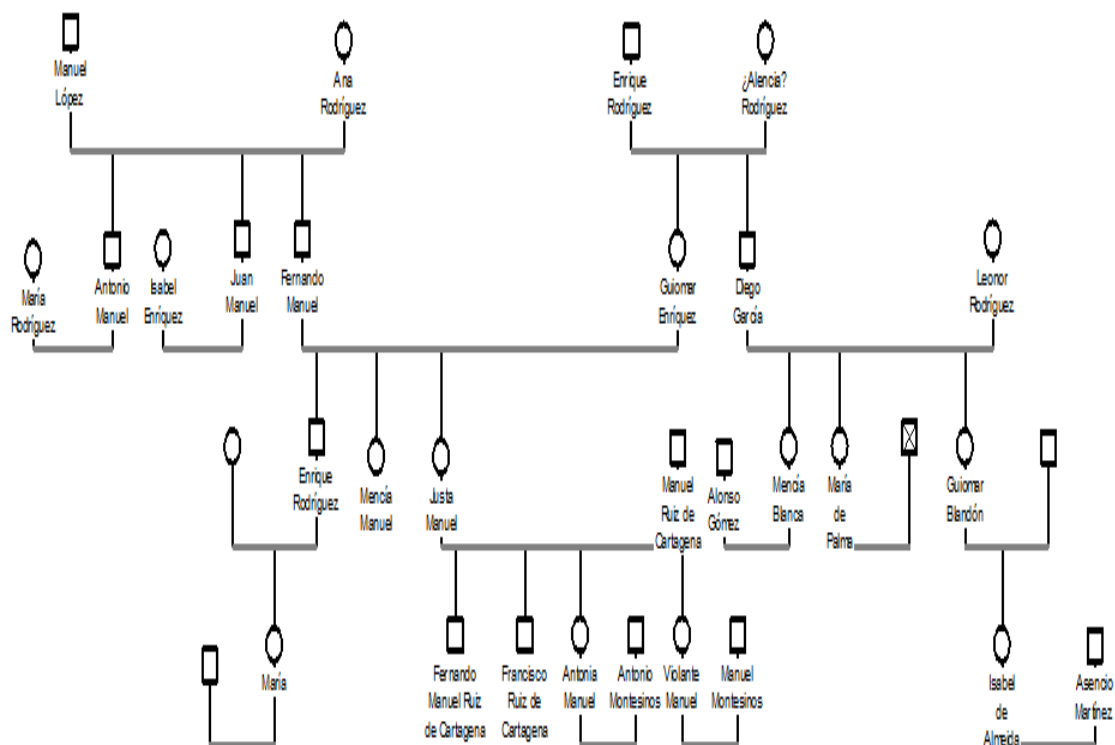 Manuel
López
Ana
Rodríguez
Enrique
Rodríguez
¿Alencia?
Rodríguez
María
Rodríguez
Antonio
Manuel
Isabel
Enríquez
Juan
Manuel
Fernando
Manuel
Guiomar
Enríquez
Diego
García
Leonor
Rodríguez
Enrique
Rodríguez
Mencía
Manuel
Justa
Manuel
Manuel
Ruiz de
Cartagena
Alonso
Gómez
Mencía
Blanca
María
de
Palma
Guiomar
Blandón
María
Fernando
Manuel Ruiz
de Cartagena
Francisco
Ruiz de
Cartagena
Antonia
Manuel
Antonio
Montesinos
Violante
Manuel
Manuel
Montesinos
Isabel
de
Almeida
Asencio
Martínez